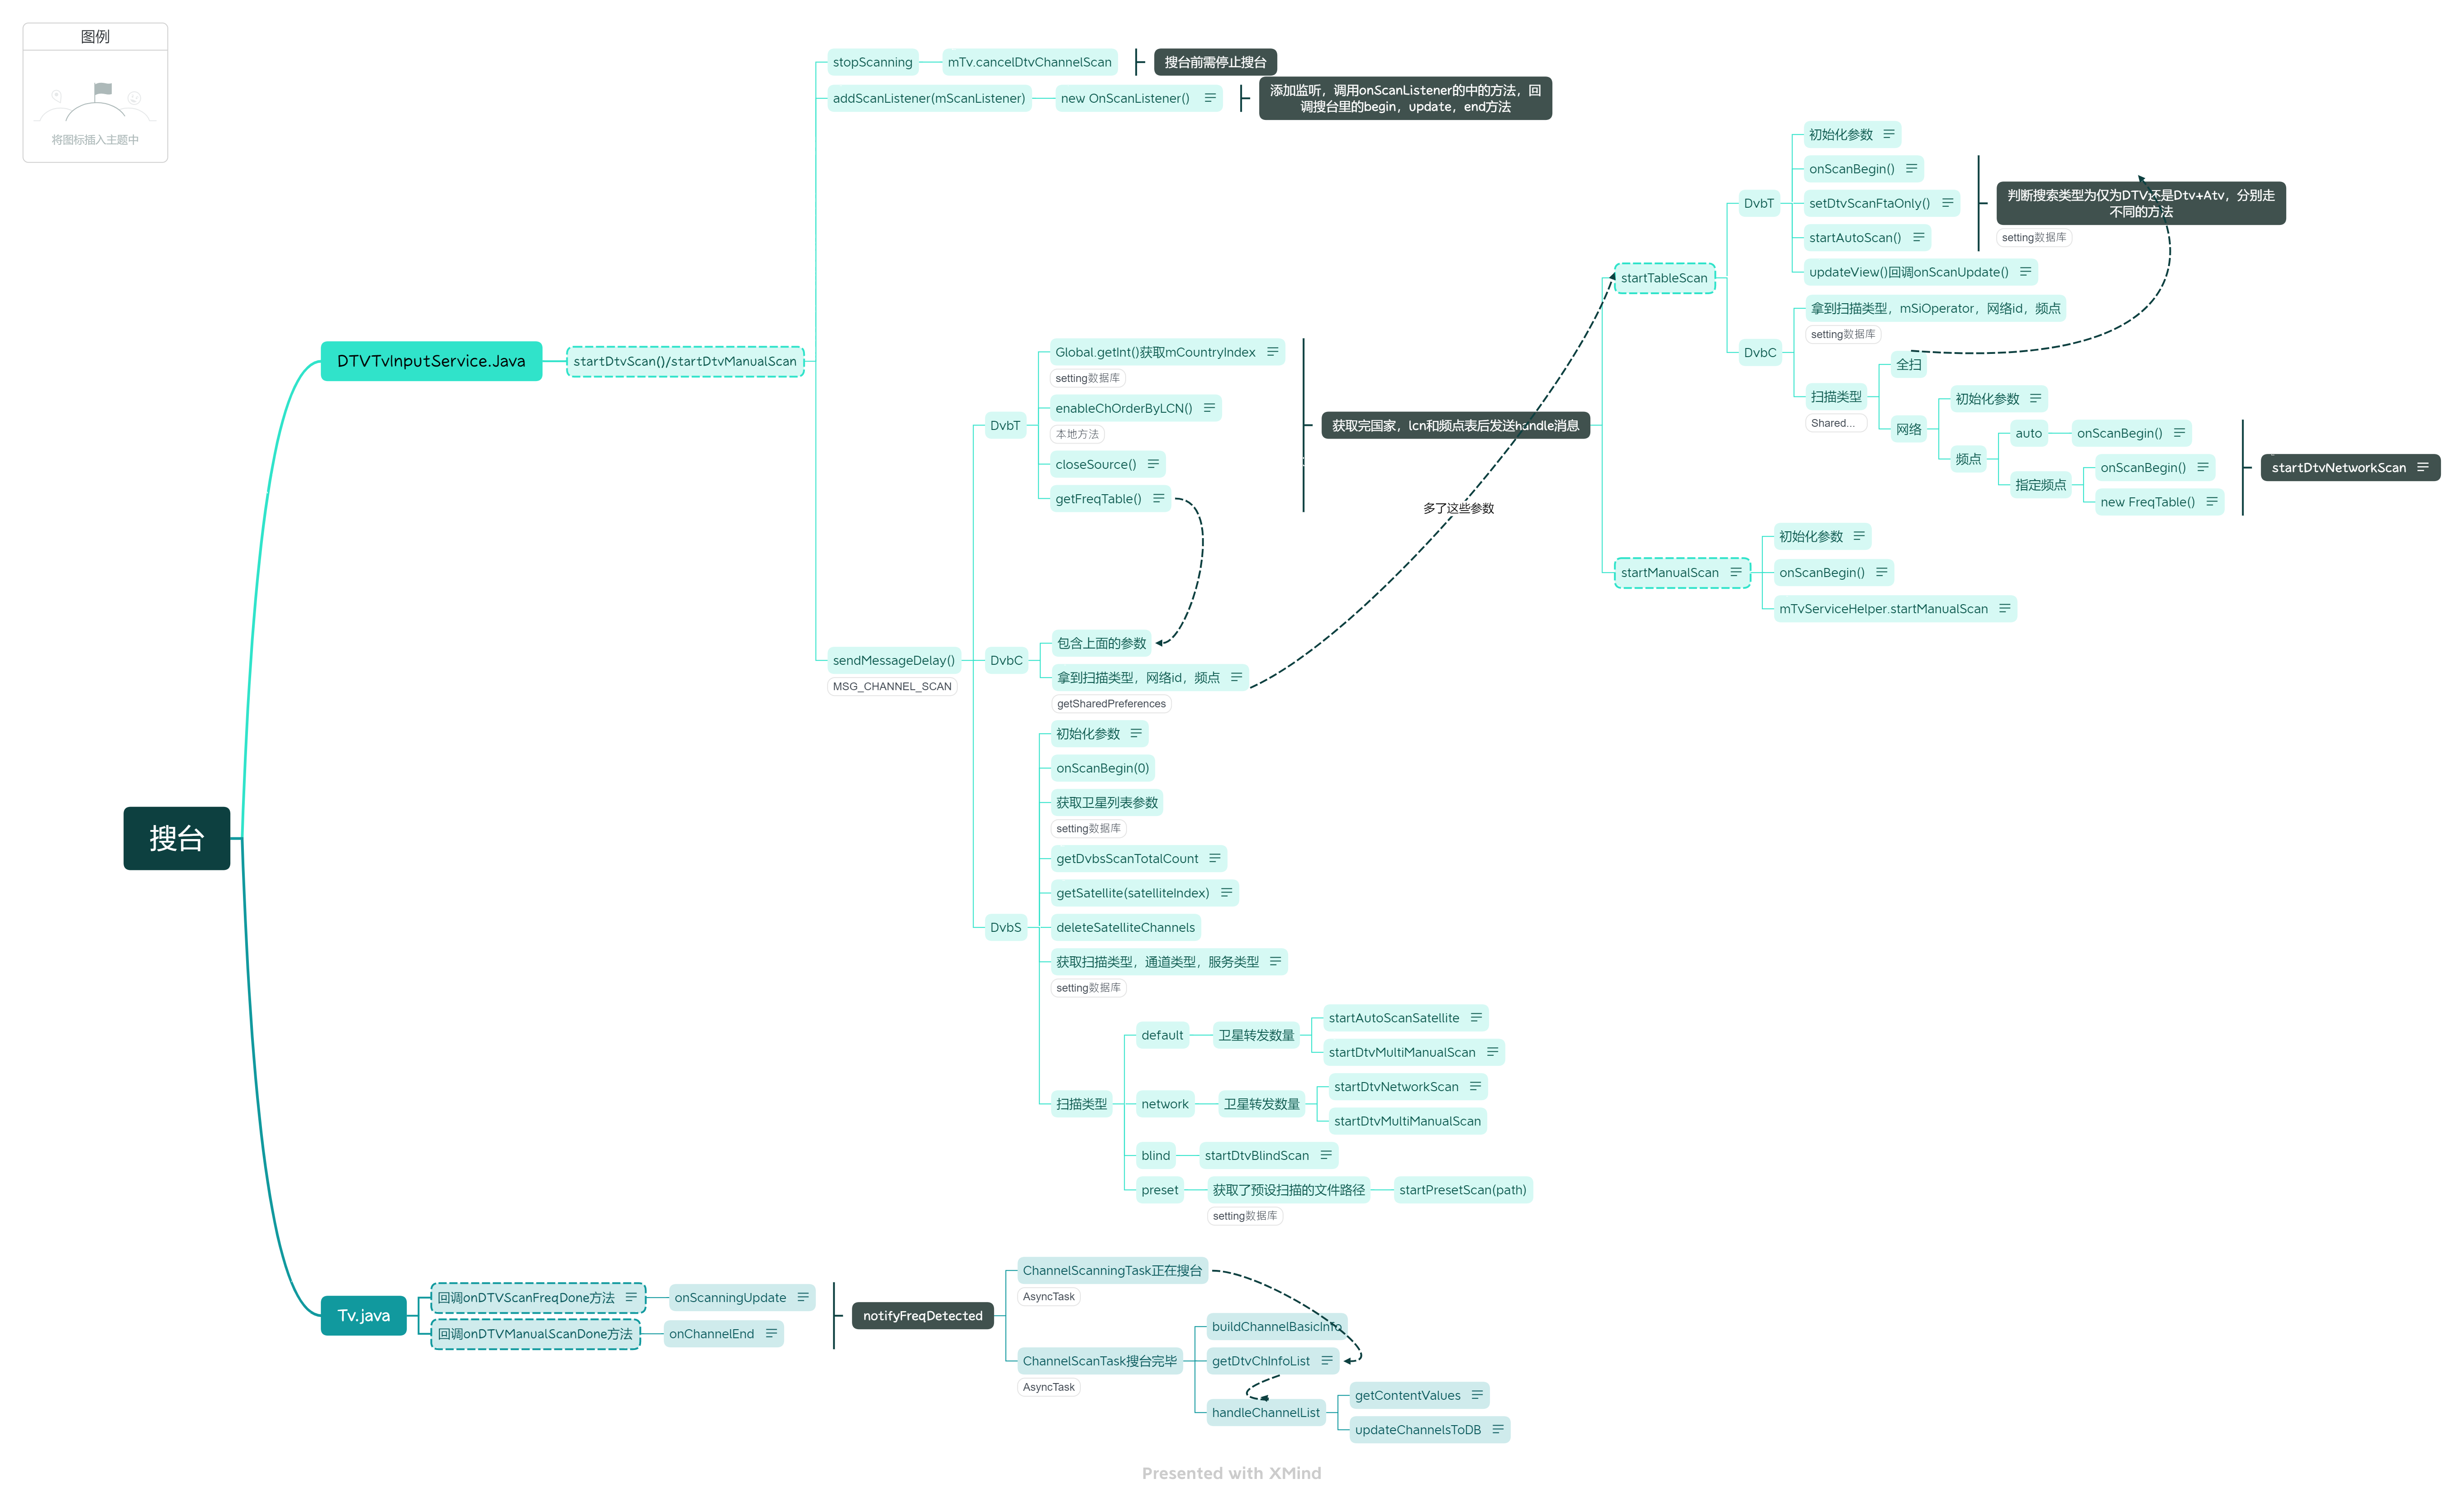 图例
将图标插入主题中
搜台
DTVTvInputService.Java
startDtvScan()/startDtvManualScan
stopScanning
mTv.cancelDtvChannelScan
搜台前需停止搜台
addScanListener(mScanListener)
new OnScanListener()
添加监听，调用onScanListener的中的方法，回
调搜台里的begin，update，end方法
sendMessageDelay()
MSG_CHANNEL_SCAN
DvbT
Global.getInt()获取mCountryIndex
setting数据库
enableChOrderByLCN()
本地方法
closeSource()
getFreqTable()
获取完国家，lcn和频点表后发送handle消息
startTableScan
DvbT
初始化参数
onScanBegin()
setDtvScanFtaOnly()
startAutoScan()
判断搜索类型为仅为DTV还是Dtv+Atv，分别走
不同的方法
setting数据库
updateView()回调onScanUpdate()
DvbC
拿到扫描类型，mSiOperator，网络id，频点
setting数据库
扫描类型
Shared...
全扫
网络
初始化参数
频点
auto
onScanBegin()
指定频点
onScanBegin()
new FreqTable()
startDtvNetworkScan
多了这些参数
startManualScan
初始化参数
onScanBegin()
mTvServiceHelper.startManualScan
DvbC
包含上面的参数
拿到扫描类型，网络id，频点
getSharedPreferences
DvbS
初始化参数
onScanBegin(0)
获取卫星列表参数
setting数据库
getDvbsScanTotalCount
getSatellite(satelliteIndex)
deleteSatelliteChannels
获取扫描类型，通道类型，服务类型
setting数据库
扫描类型
default
卫星转发数量
startAutoScanSatellite
startDtvMultiManualScan
network
卫星转发数量
startDtvNetworkScan
startDtvMultiManualScan
blind
startDtvBlindScan
preset
获取了预设扫描的文件路径
setting数据库
startPresetScan(path)
Tv.java
回调onDTVScanFreqDone方法
onScanningUpdate
回调onDTVManualScanDone方法
onChannelEnd
notifyFreqDetected
ChannelScanningTask正在搜台
AsyncTask
ChannelScanTask搜台完毕
AsyncTask
buildChannelBasicInfo
getDtvChInfoList
handleChannelList
getContentValues
updateChannelsToDB
Presented with XMind